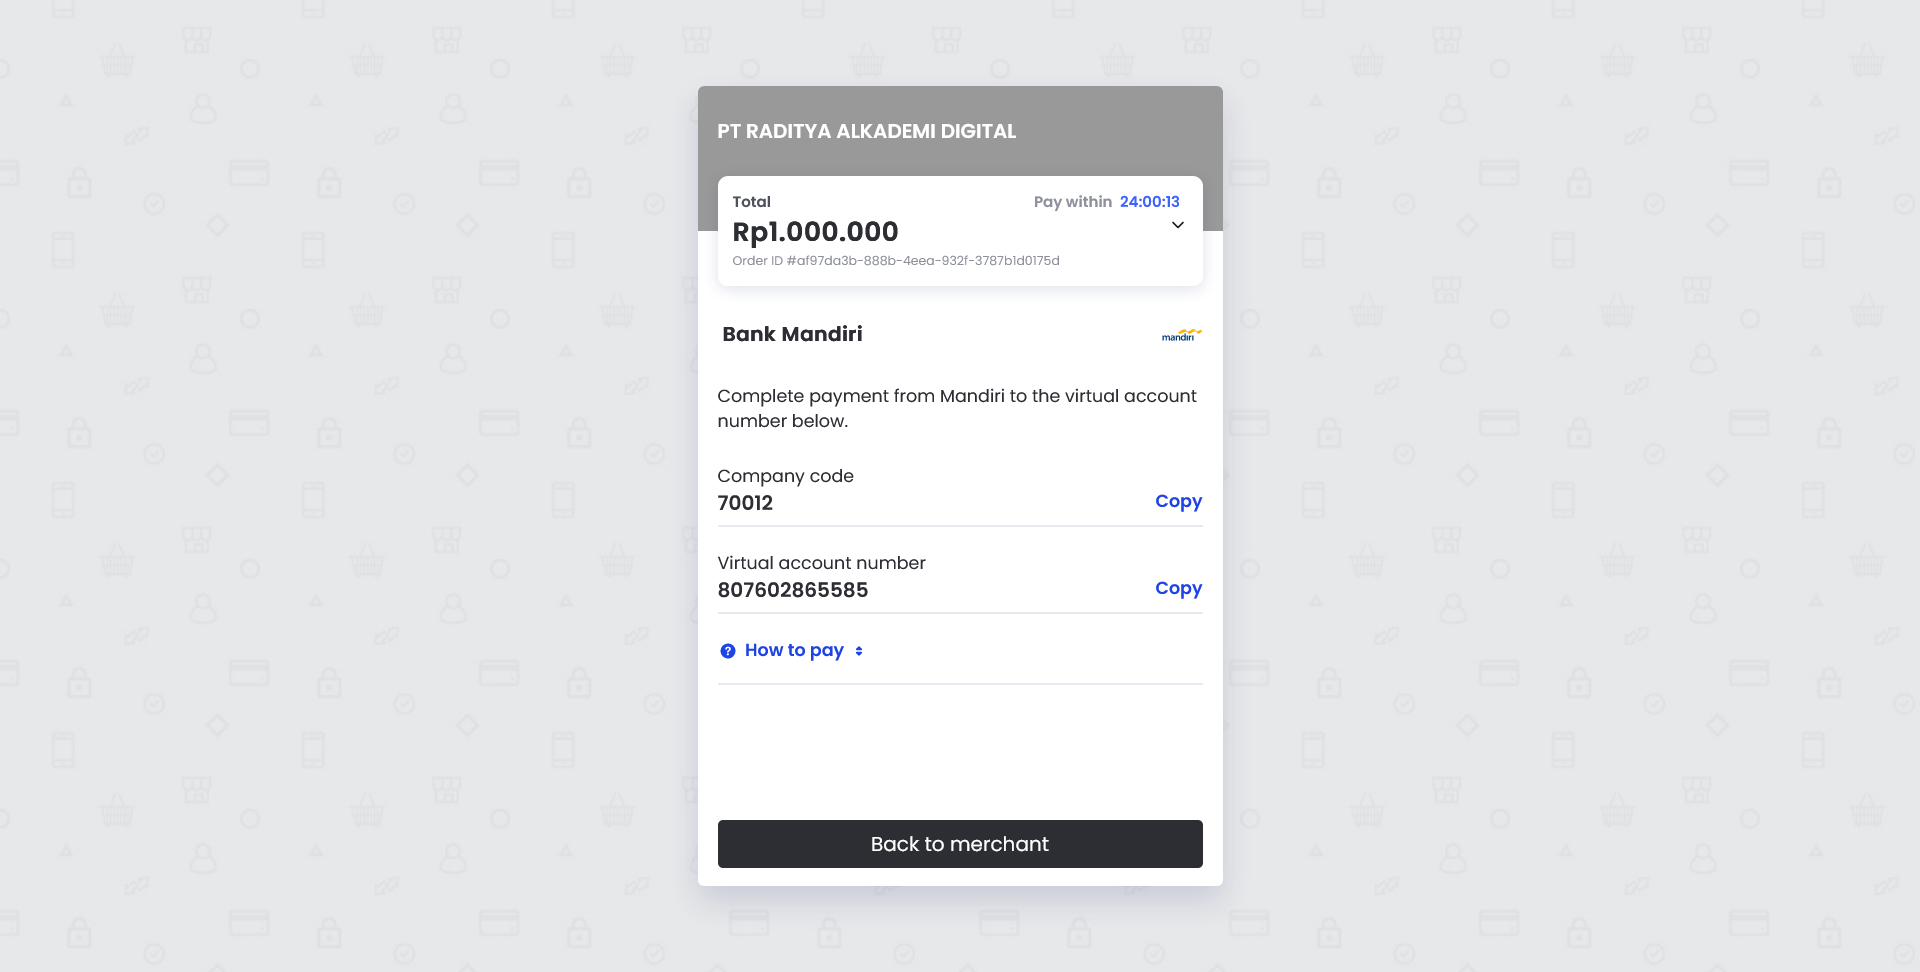 PT RADITYA ALKADEMI DIGITAL
Total
Pay within 24:00:13
Rp1.000.000
Order ID #af97da3b-888b-4eea-932f-3787b1d0175d
Bank Mandiri
mandiri
Complete payment from Mandiri to the virtual account
number below.
Company code
70012
Copy
Virtual account number
807602865585
Copy
? How to pay
Back to merchant